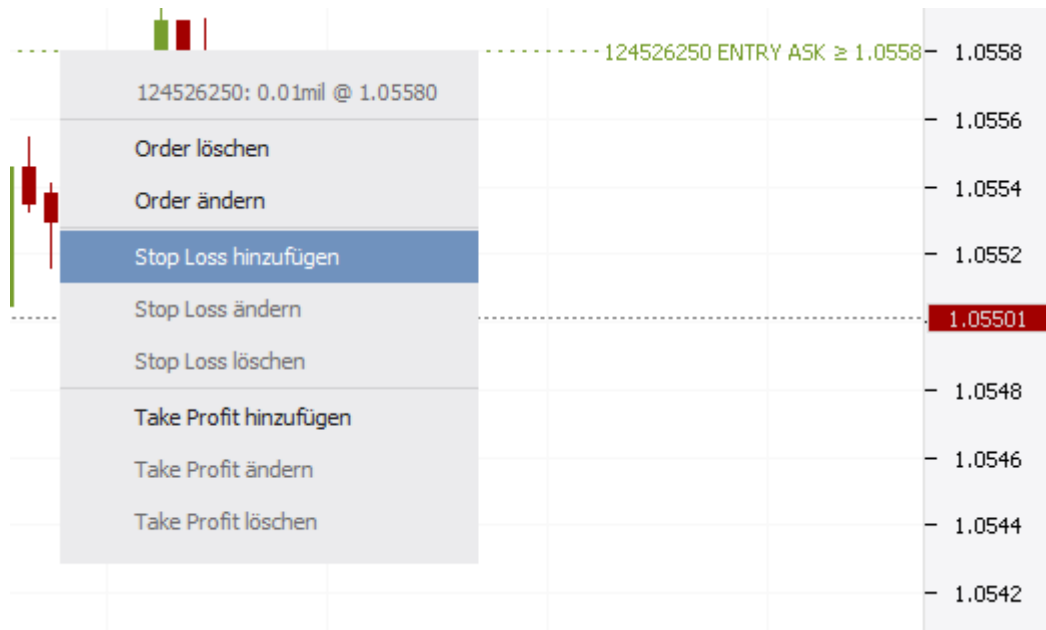 124526250 ENTRY ASK ≥ 1.0558
1.0558
124526250: 0.01mil @ 1.05580
1.0556
Order löschen
Order ändern
1.0554
Stop Loss hinzufügen
1.0552
Stop Loss ändern
1.05501
Stop Loss löschen
1.0548
Take Profit hinzufügen
Take Profit ändern
1.0546
Take Profit löschen
1.0544
1.0542